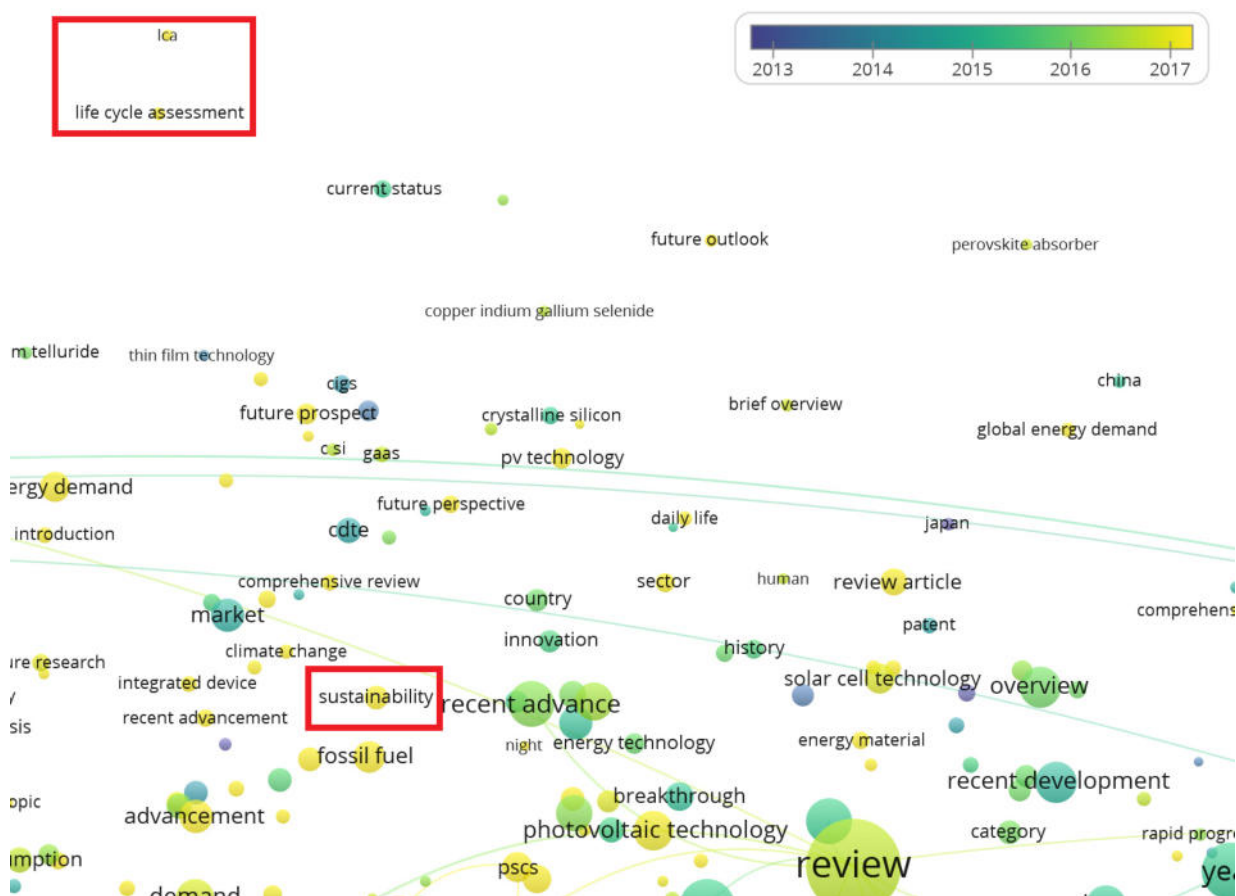 lca
2013 2014 2015 2016 2017
life cycle assessment
current status
future outlook
perovskite absorber
copper indium gallium selenide
m telluride
thin film technology
cigs
china
future prospect
crystalline silicon
brief overview
global energy demand
c si
gaas
pv technology
ergy demand
future perspective
daily life
japan
introduction
cdte
comprehensive review
sector
human
review article
country
comprehens
market
patent
innovation
history
climate change
ure research
integrated device
sustainability
solar cell technology
overview
recent advance
recent advancement
sis
night
energy technology
energy material
fossil fuel
recent development
opic
breakthrough
advancement
photovoltaic technology
category
rapid progre
umption
pscs
review
yea
demand